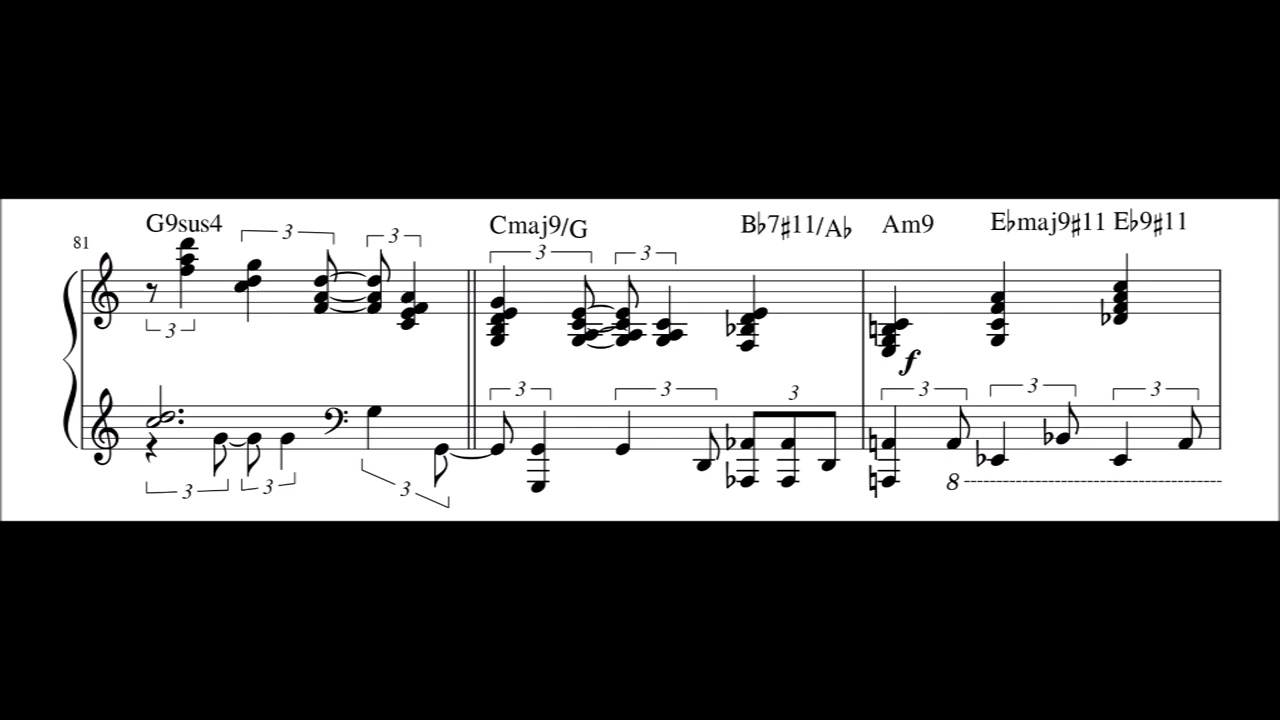 G9sus4 Cmaj9/G B♭7♯11/A♭ Am9 E♭maj9♯11 E♭9♯11
81
3 3 3 3 3
3
f
3 3 3 3 3 3
3 3 3
8